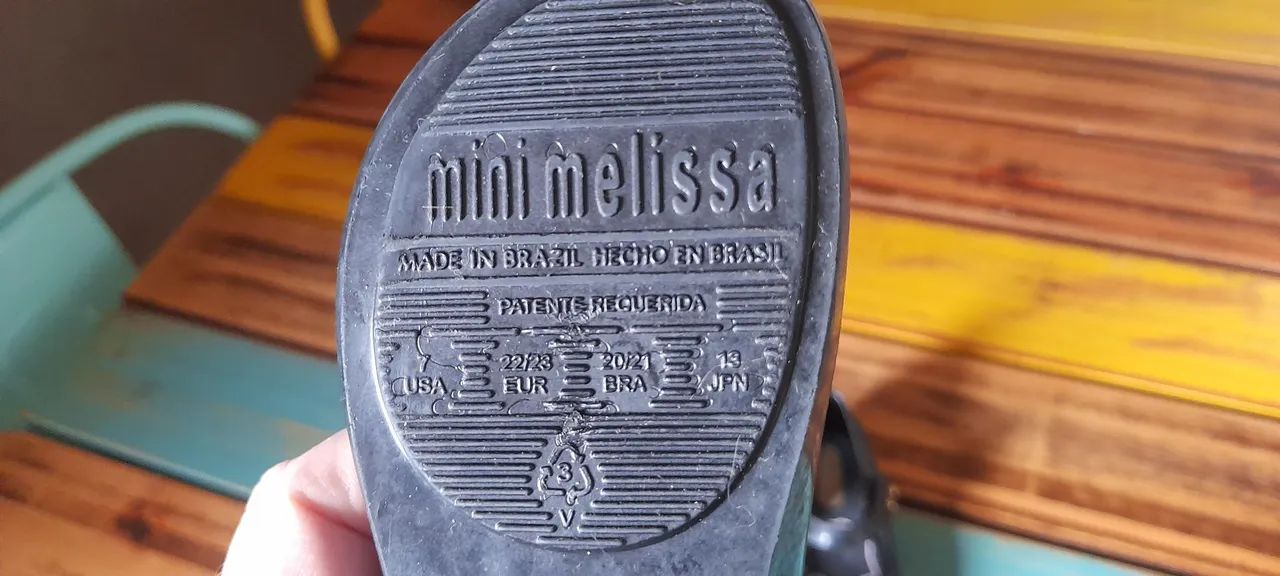 mini melissa
MADE IN BRAZIL HECHO EN BRASIL
PATENTE REQUERIDA
7 22/23 20/21 13
USA EUR BRA JPN
3
V